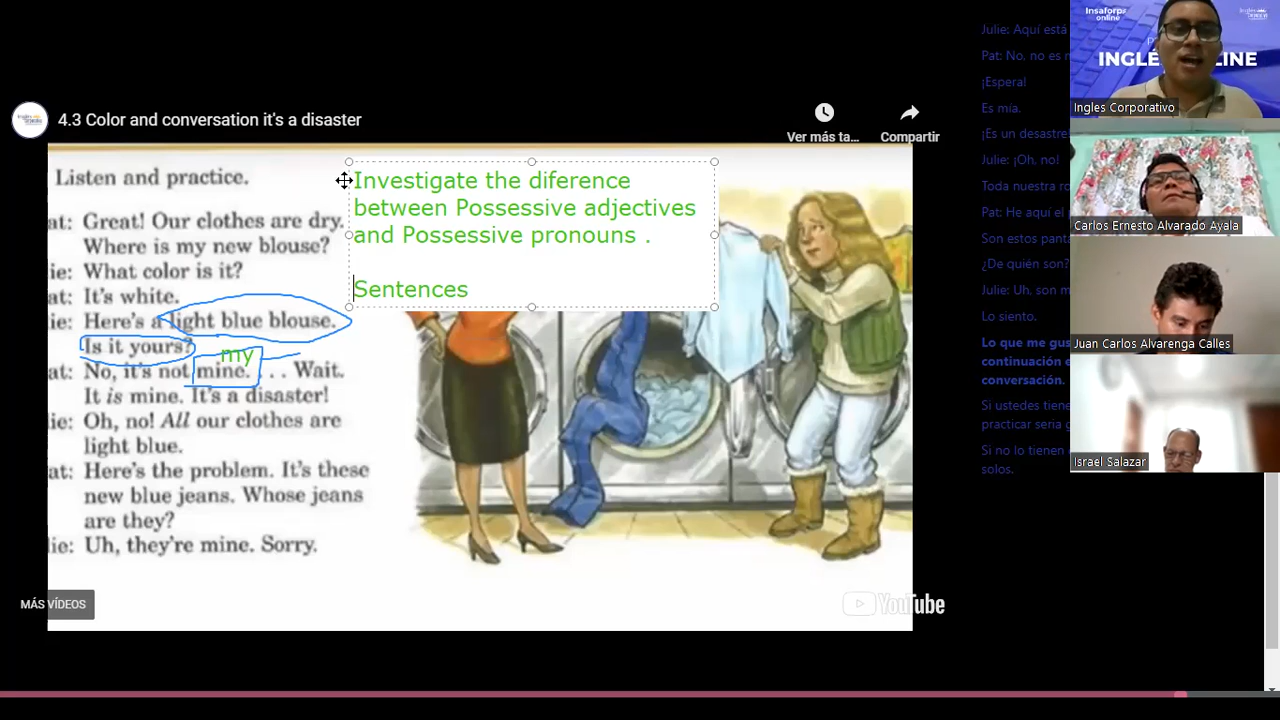 4.3 Color and conversation it's a disaster
Ver más ta...
Compartir
Listen and practice.
at: Great! Our clothes are dry.
Where is my new blouse?
ie: What color is it?
at: It's white.
ie: Here's a light blue blouse.
Is it yours?
my
at: No, it's not mine. . . . Wait.
It is mine. It's a disaster!
ie: Oh, no! All our clothes are
light blue.
at: Here's the problem. It's these
new blue jeans. Whose jeans
are they?
ie: Uh, they're mine. Sorry.
Investigate the diference
between Possessive adjectives
and Possessive pronouns .
Sentences
MÁS VÍDEOS
YouTube
Julie: Aquí está
Pat: No, no es m
¡Espera!
Es mía.
¡Es un desastre!
Julie: ¡Oh, no!
Toda nuestra ro
Pat: He aquí el p
Son estos panta
¿De quién son?
Julie: Uh, son m
Lo siento.
Lo que me gus
continuación e
conversación.
Si ustedes tiene
practicar seria g
Si no lo tienen
solos.
Insaforp
online
INGLÉ
LINE
Ingles Corporativo
Carlos Ernesto Alvarado Ayala
Juan Carlos Alvarenga Calles
Israel Salazar